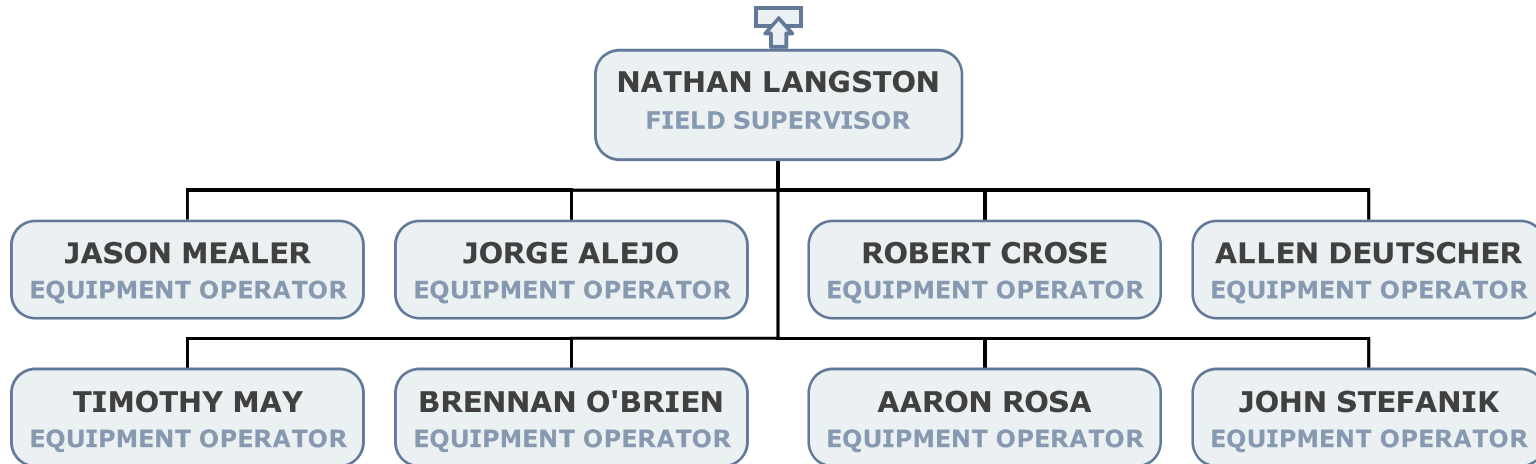 NATHAN LANGSTON
FIELD SUPERVISOR
JASON MEALER
EQUIPMENT OPERATOR
JORGE ALEJO
EQUIPMENT OPERATOR
ROBERT CROSE
EQUIPMENT OPERATOR
ALLEN DEUTSCHER
EQUIPMENT OPERATOR
TIMOTHY MAY
EQUIPMENT OPERATOR
BRENNAN O'BRIEN
EQUIPMENT OPERATOR
AARON ROSA
EQUIPMENT OPERATOR
JOHN STEFANIK
EQUIPMENT OPERATOR